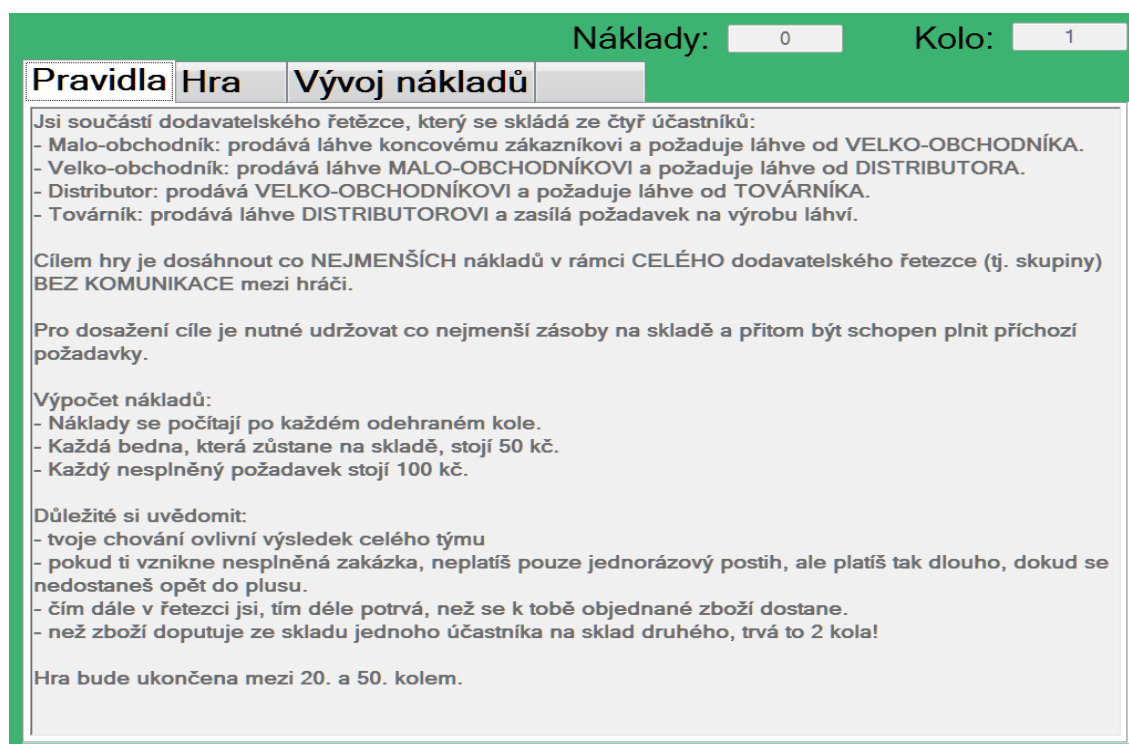 Náklady: 0 Kolo: 1
Pravidla Hra Vývoj nákladů
Jsi součástí dodavatelského řetězce, který se skládá ze čtyř účastníků:
- Malo-obchodník: prodává láhve koncovému zákazníkovi a požaduje láhve od VELKO-OBCHODNÍKA.
- Velko-obchodník: prodává láhve MALO-OBCHODNÍKOVI a požaduje láhve od DISTRIBUTORA.
- Distributor: prodává VELKO-OBCHODNÍKOVI a požaduje láhve od TOVÁRNÍKA.
- Továrník: prodává láhve DISTRIBUTOROVI a zasílá požadavek na výrobu láhví.
Cílem hry je dosáhnout co NEJMENŠÍCH nákladů v rámci CELÉHO dodavatelského řetezce (tj. skupiny)
BEZ KOMUNIKACE mezi hráči.
Pro dosažení cíle je nutné udržovat co nejmenší zásoby na skladě a přitom být schopen plnit příchozí
požadavky.
Výpočet nákladů:
- Náklady se počítají po každém odehraném kole.
- Každá bedna, která zůstane na skladě, stojí 50 kč.
- Každý nesplněný požadavek stojí 100 kč.
Důležité si uvědomit:
- tvoje chování ovlivní výsledek celého týmu
- pokud ti vznikne nesplněná zakázka, neplatíš pouze jednorázový postih, ale platíš tak dlouho, dokud se
nedostaneš opět do plusu.
- čím dále v řetezci jsi, tím déle potrvá, než se k tobě objednané zboží dostane.
- než zboží doputuje ze skladu jednoho účastníka na sklad druhého, trvá to 2 kola!
Hra bude ukončena mezi 20. a 50. kolem.